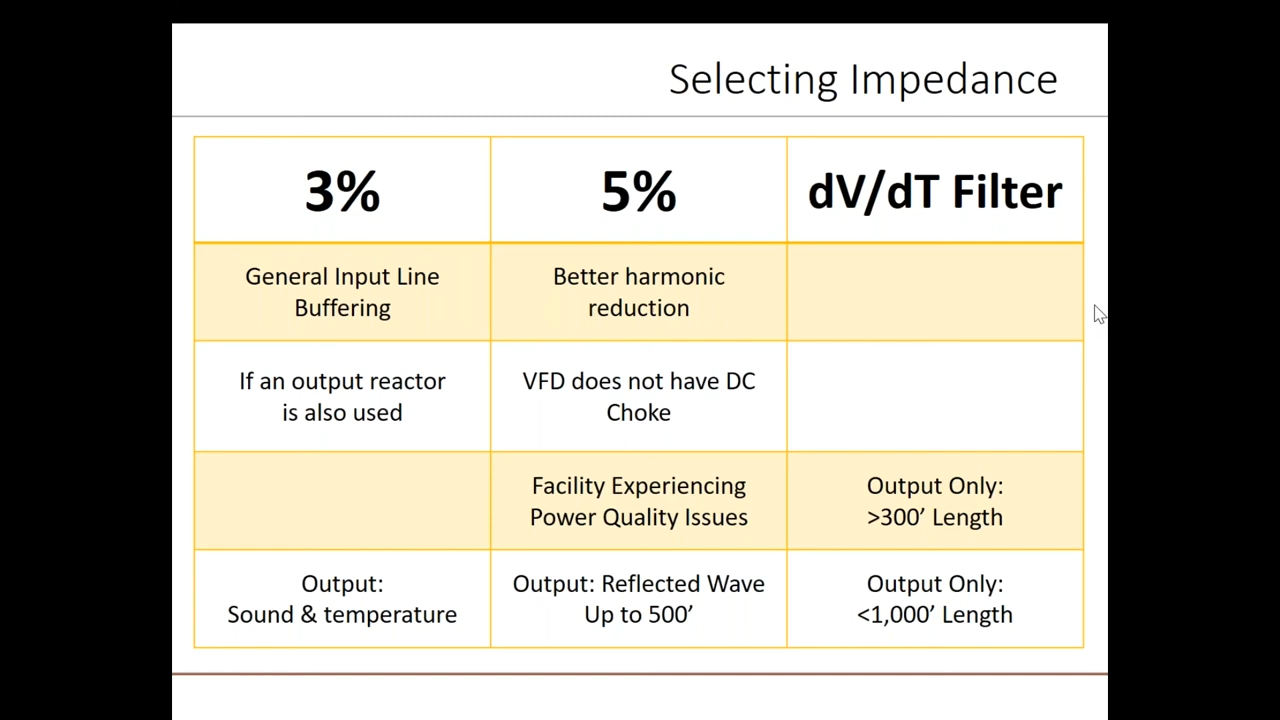 Selecting Impedance
3%
5%
dV/dT Filter
General Input Line
Buffering
Better harmonic
reduction
If an output reactor
is also used
VFD does not have DC
Choke
Facility Experiencing
Power Quality Issues
Output Only:
>300’ Length
Output:
Sound & temperature
Output: Reflected Wave
Up to 500’
Output Only:
<1,000’ Length